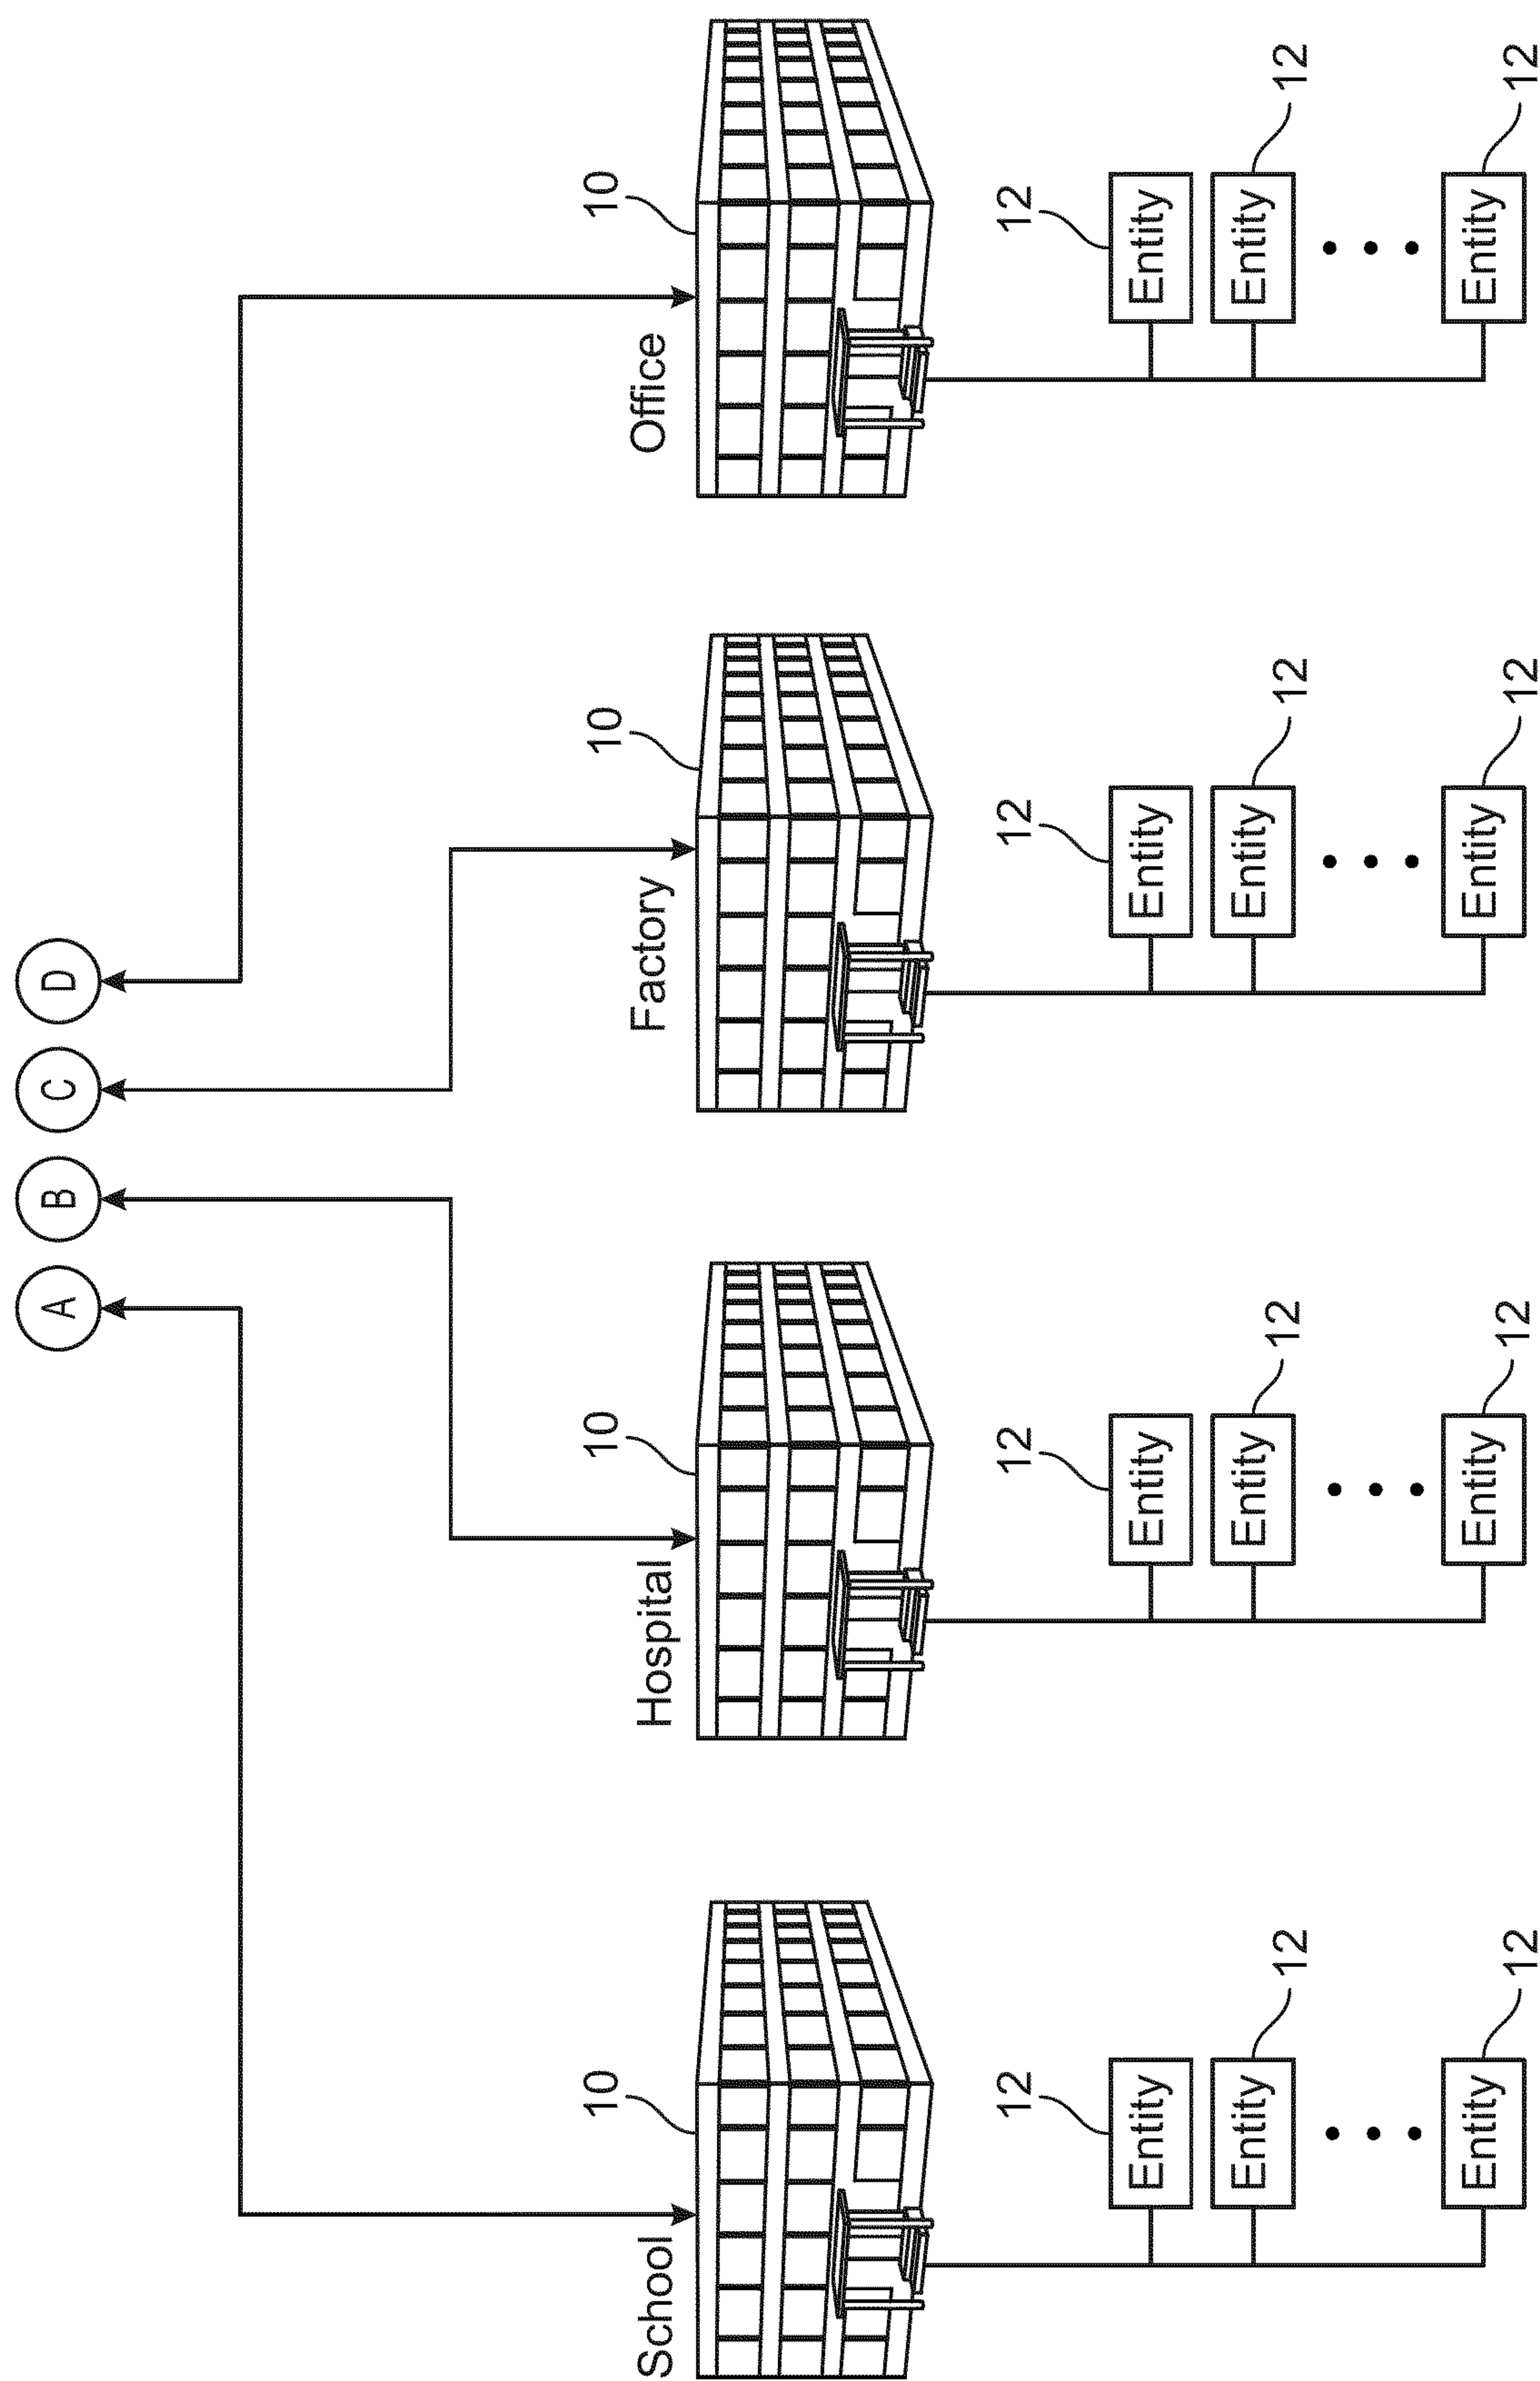 A B C D
School 10
Hospital 10
Factory 10
Office 10
12 12 12 12
Entity Entity Entity Entity
Entity 12 Entity 12 Entity 12 Entity 12
Entity 12 Entity 12 Entity 12 Entity 12